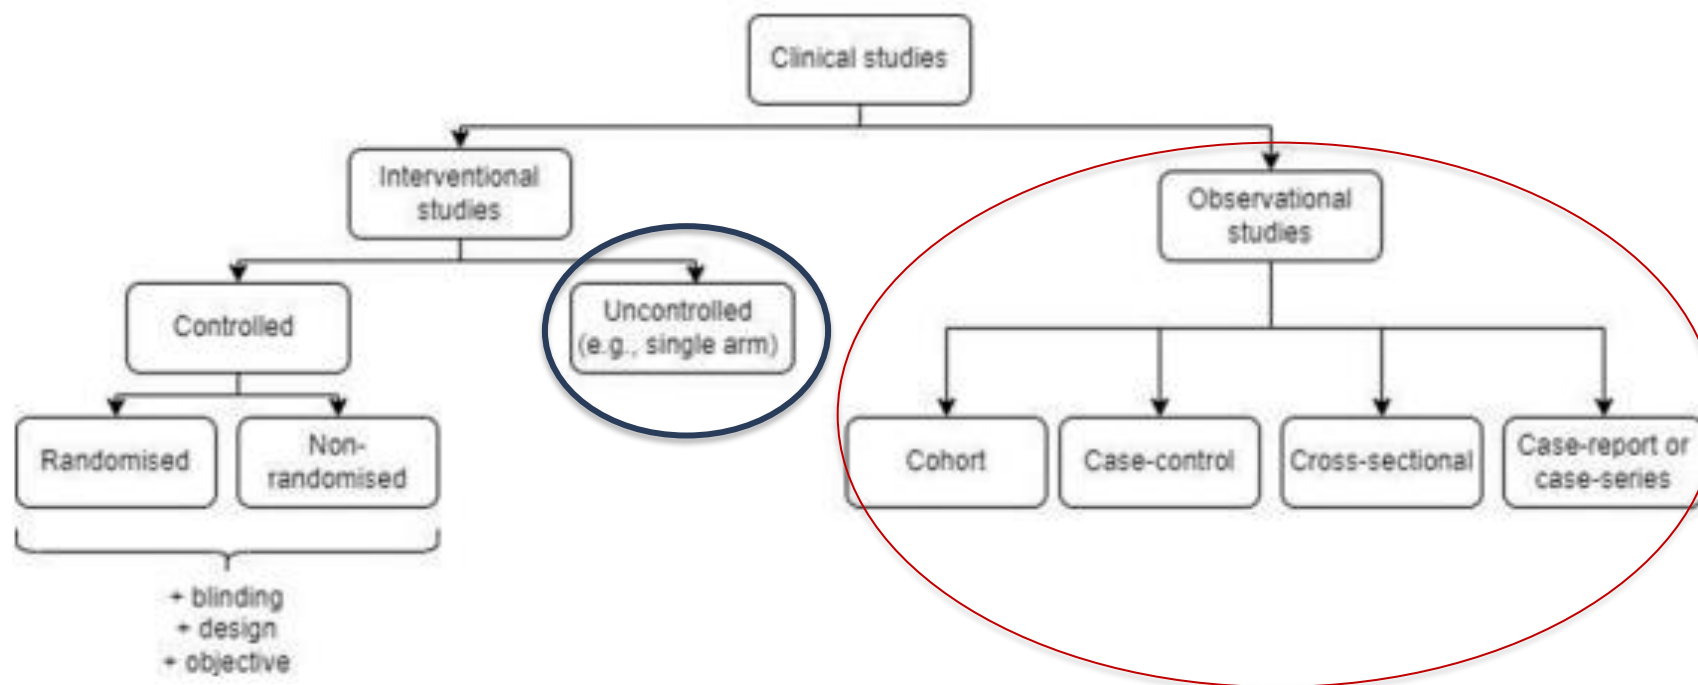 Clinical studies
Interventional
studies
Observational
studies
Controlled
Uncontrolled
(e.g., single arm)
Randomised
Non-
randomised
Cohort
Case-control
Cross-sectional
Case-report or
case-series
+ blinding
+ design
+ objective